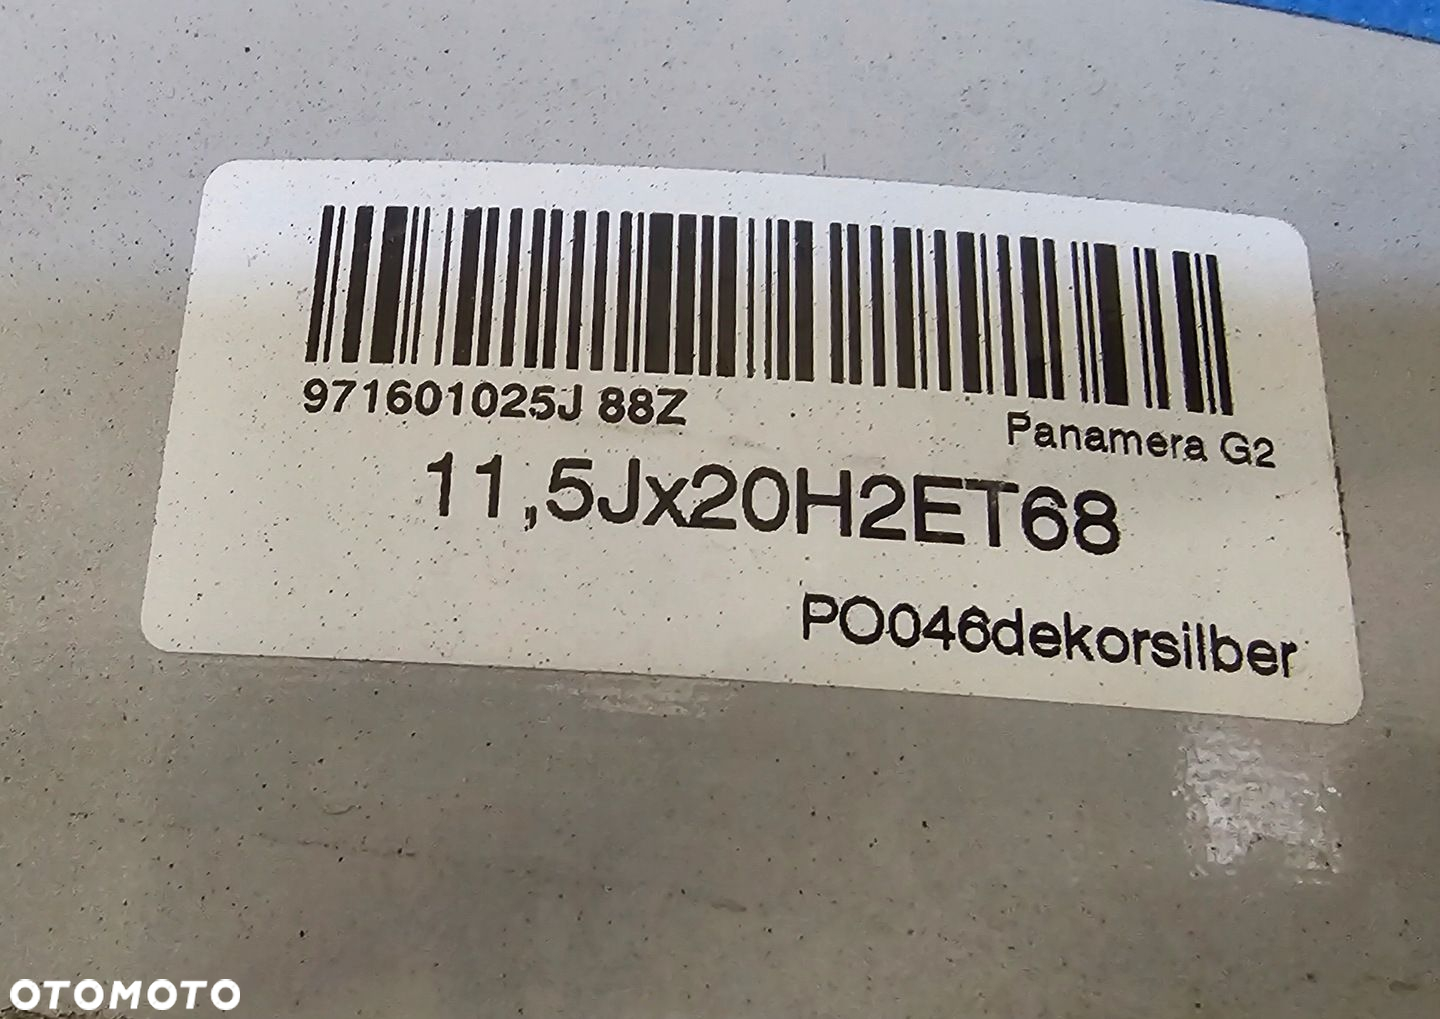 971601025J 88Z
Panamera G2
11,5Jx20H2ET68
PO046dekorsilber
OTOMOTO